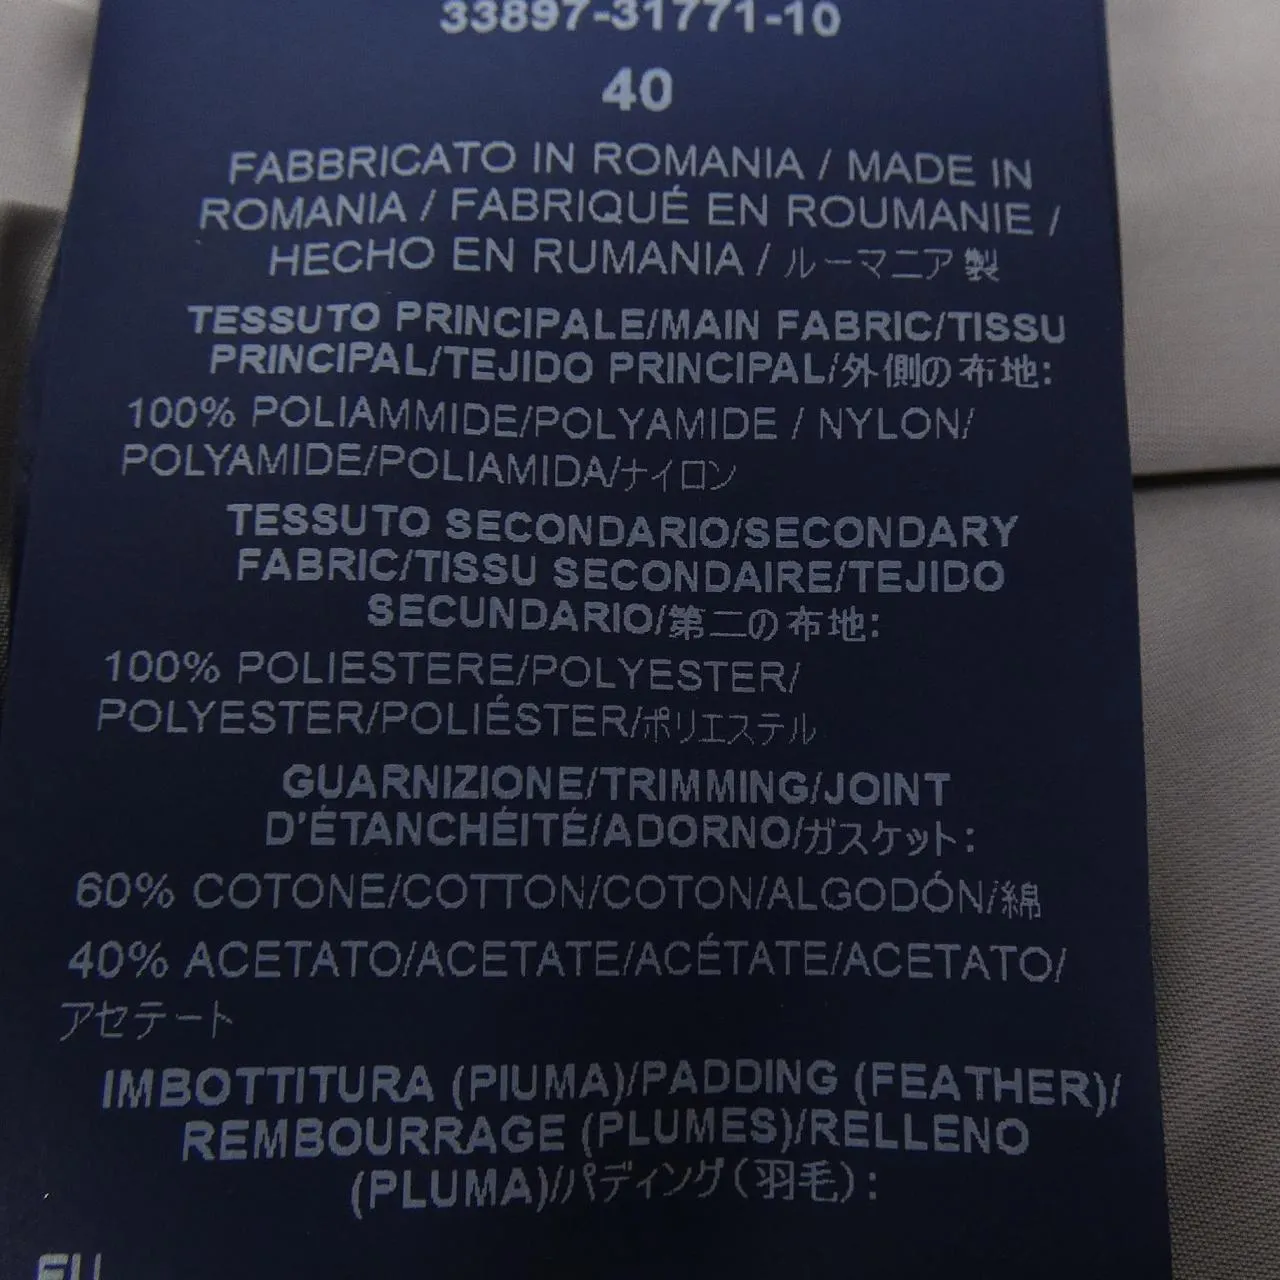 33897-31771-10
40
FABBRICATO IN ROMANIA / MADE IN
ROMANIA / FABRIQUÉ EN ROUMANIE /
HECHO EN RUMANIA / ルーマニア製
TESSUTO PRINCIPALE/MAIN FABRIC/TISSU
PRINCIPAL/TEJIDO PRINCIPAL/外側の布地:
100% POLIAMMIDE/POLYAMIDE / NYLON/
POLYAMIDE/POLIAMIDA/ナイロン
TESSUTO SECONDARIO/SECONDARY
FABRIC/TISSU SECONDAIRE/TEJIDO
SECUNDARIO/第二の布地:
100% POLIESTERE/POLYESTER/
POLYESTER/POLIÉSTER/ポリエステル
GUARNIZIONE/TRIMMING/JOINT
D'ÉTANCHÉITÉ/ADORNO/ガスケット:
60% COTONE/COTTON/COTON/ALGODÓN/綿
40% ACETATO/ACETATE/ACÉTATE/ACETATO/
アセテート
IMBOTTITURA (PIUMA)/PADDING (FEATHER)/
REMBOURRAGE (PLUMES)/RELLENO
(PLUMA)/パディング(羽毛):
EU